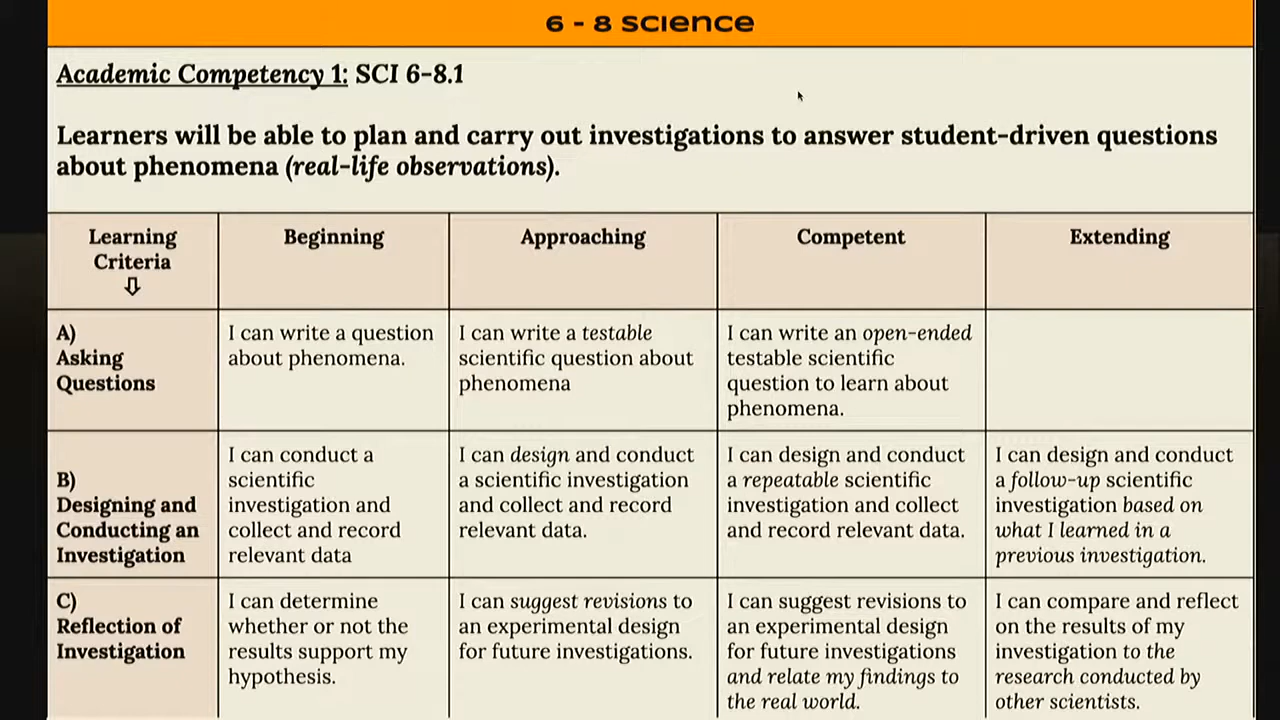 6 - 8 science
Academic Competency 1: SCI 6-8.1
Learners will be able to plan and carry out investigations to answer student-driven questions
about phenomena (real-life observations).
Learning
Criteria
⇩
Beginning
Approaching
Competent
Extending
A)
Asking
Questions
I can write a question
about phenomena.
I can write a testable
scientific question about
phenomena
I can write an open-ended
testable scientific
question to learn about
phenomena.
B)
Designing and
Conducting an
Investigation
I can conduct a
scientific
investigation and
collect and record
relevant data
I can design and conduct
a scientific investigation
and collect and record
relevant data.
I can design and conduct
a repeatable scientific
investigation and collect
and record relevant data.
I can design and conduct
a follow-up scientific
investigation based on
what I learned in a
previous investigation.
C)
Reflection of
Investigation
I can determine
whether or not the
results support my
hypothesis.
I can suggest revisions to
an experimental design
for future investigations.
I can suggest revisions to
an experimental design
for future investigations
and relate my findings to
the real world.
I can compare and reflect
on the results of my
investigation to the
research conducted by
other scientists.